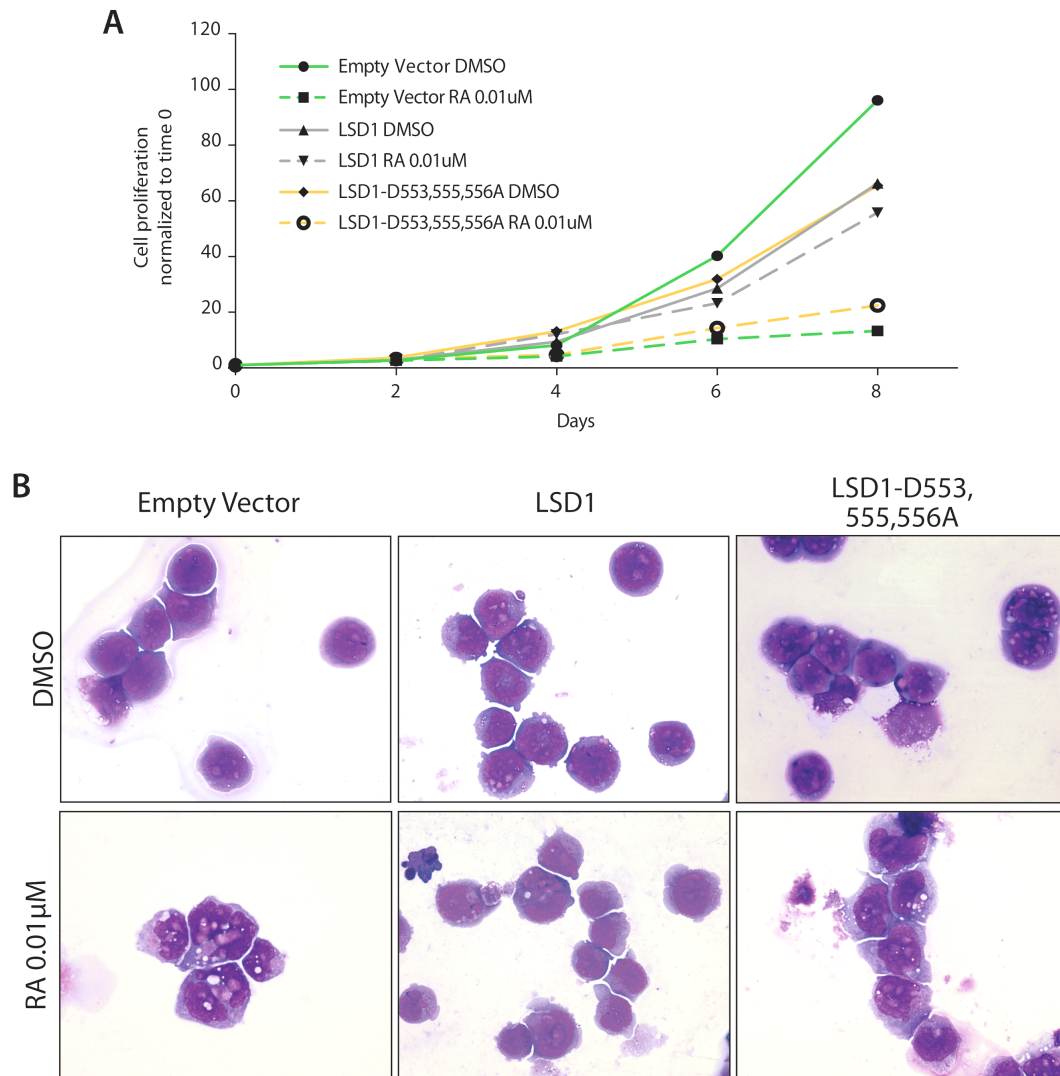 A
120
100
80
60
40
20
0
Cell proliferation
normalized to time 0
Empty Vector DMSO
Empty Vector RA 0.01uM
LSD1 DMSO
LSD1 RA 0.01uM
LSD1-D553,555,556A DMSO
LSD1-D553,555,556A RA 0.01uM
0 2 4 6 8
Days
B
Empty Vector
LSD1
LSD1-D553,
555,556A
DMSO
RA 0.01µM